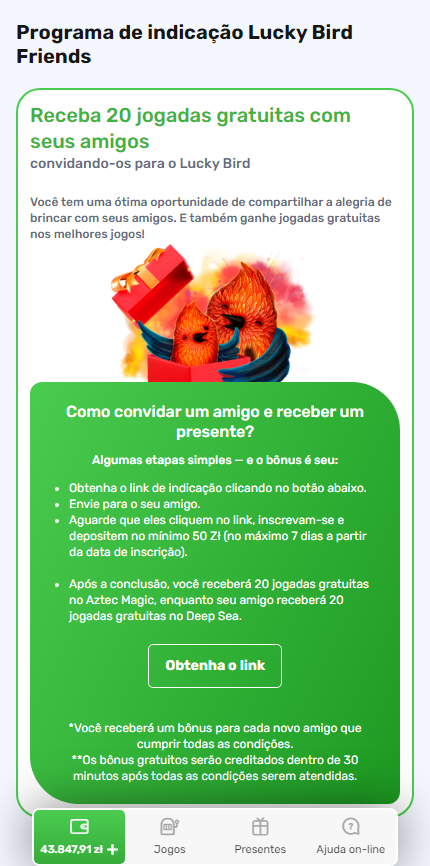 Programa de indicação Lucky Bird
Friends
Receba 20 jogadas gratuitas com
seus amigos
convidando-os para o Lucky Bird
Você tem uma ótima oportunidade de compartilhar a alegria de
brincar com seus amigos. E também ganhe jogadas gratuitas
nos melhores jogos!
Como convidar um amigo e receber um
presente?
Algumas etapas simples — e o bônus é seu:
• Obtenha o link de indicação clicando no botão abaixo.
• Envie para o seu amigo.
• Aguarde que eles cliquem no link, inscrevam-se e
depositem no mínimo 50 Zł (no máximo 7 dias a partir
da data de inscrição).
• Após a conclusão, você receberá 20 jogadas gratuitas
no Aztec Magic, enquanto seu amigo receberá 20
jogadas gratuitas no Deep Sea.
Obtenha o link
*Você receberá um bônus para cada novo amigo que
cumprir todas as condições.
**Os bônus gratuitos serão creditados dentro de 30
minutos após todas as condições serem atendidas.
43.847,91 zł + Jogos Presentes Ajuda on-line